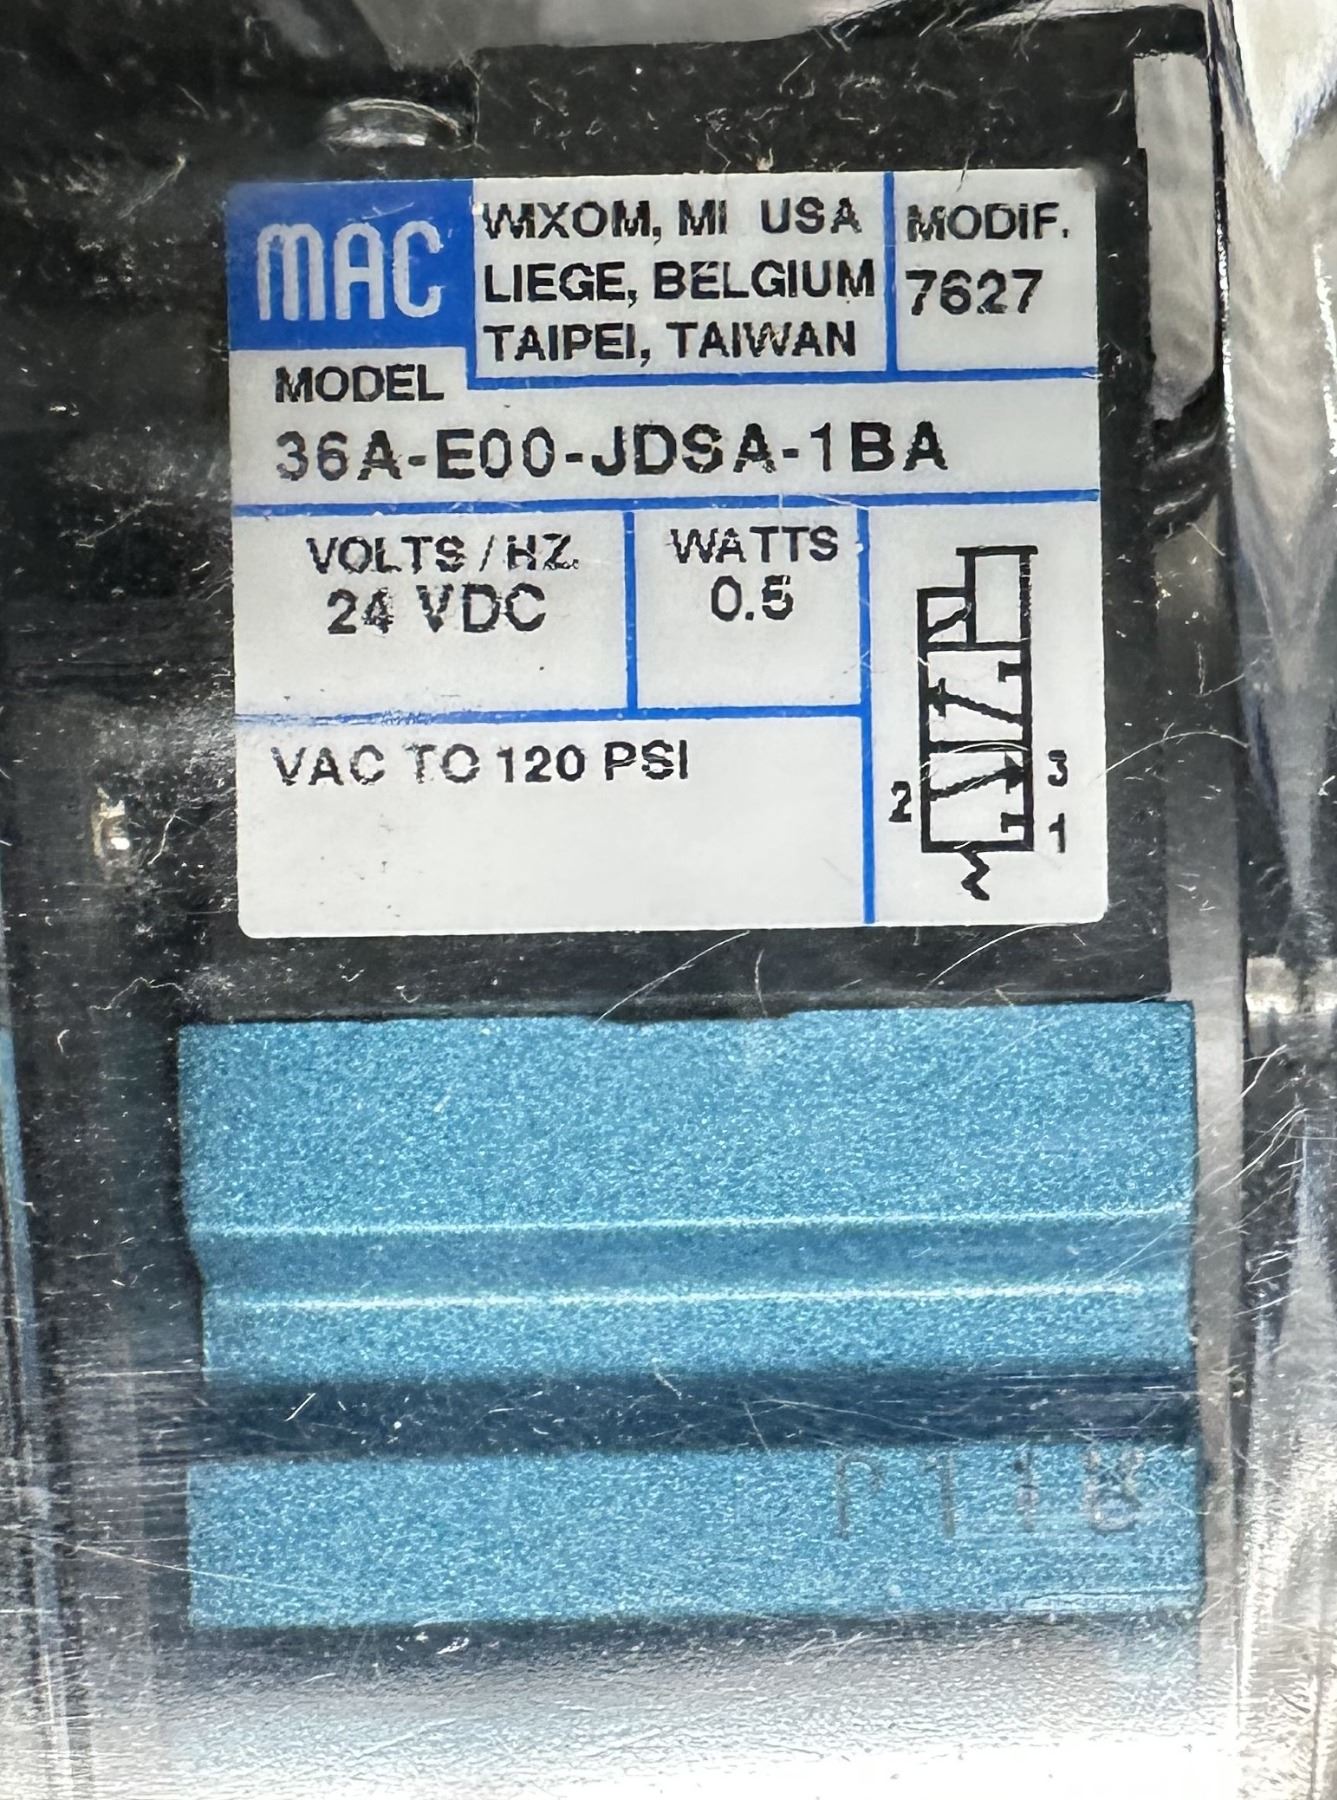 MAC
WIXOM, MI USA
LIEGE, BELGIUM
TAIPEI, TAIWAN
MODIF.
7627
MODEL
36A-E00-JDSA-1BA
VOLTS/HZ.
24 VDC
WATTS
0.5
VAC TO 120 PSI
2
3
1